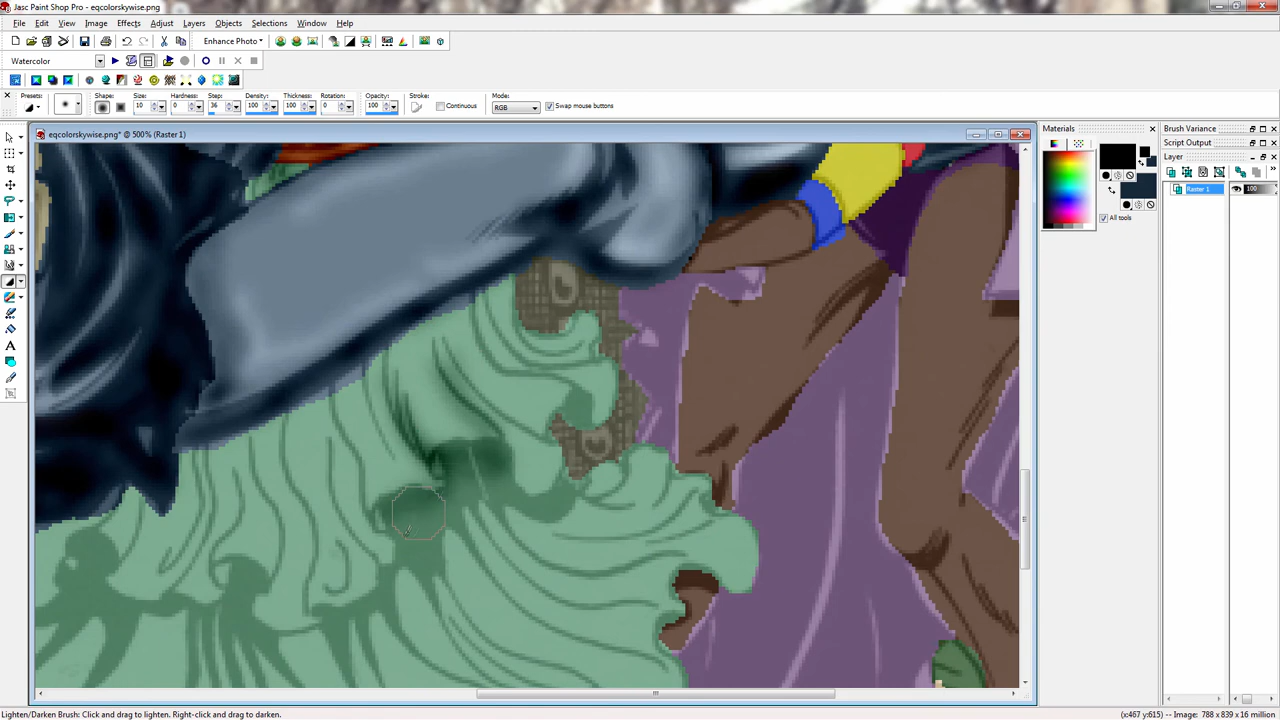 Jasc Paint Shop Pro - eqcolorskywise.png
File Edit View Image Effects Adjust Layers Objects Selections Window Help
Enhance Photo
Watercolor
Presets: Shape: Size: Hardness: Step: Density: Thickness: Rotation: Opacity: Stroke: Mode:
10 0 36 100 100 0 100 Continuous RGB Swap mouse buttons
eqcolorskywise.png* @ 500% (Raster 1)
Materials
All tools
Brush Variance
Script Output
Layer
Raster 1 100
Lighten/Darken Brush: Click and drag to lighten. Right-click and drag to darken.
(x:467 y:615) -- Image: 788 x 839 x 16 million